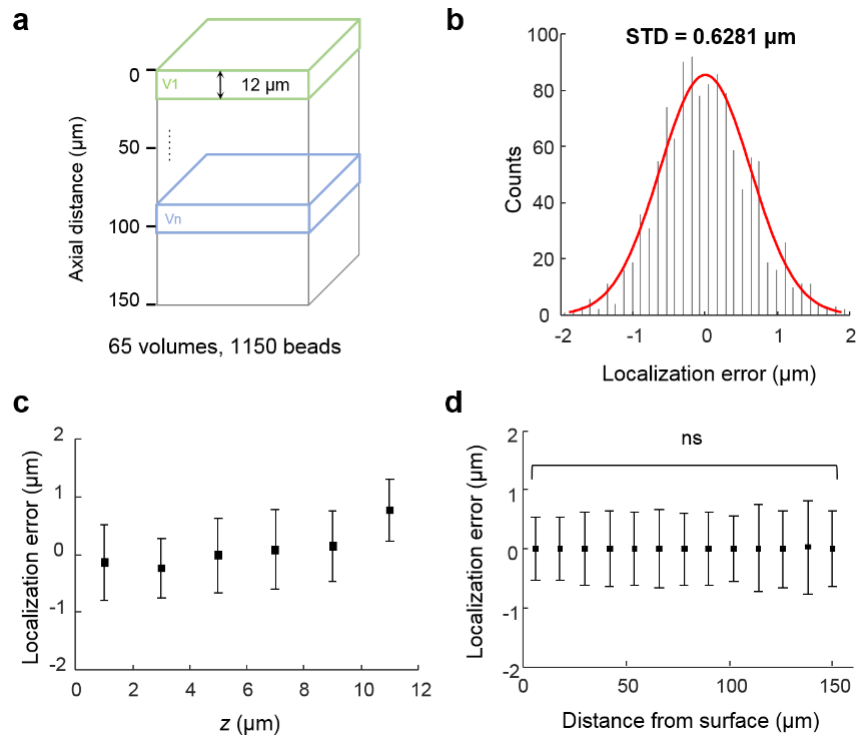 a
Axial distance (µm)
0
50
100
150
V1
12 µm
Vn
65 volumes, 1150 beads
b
STD = 0.6281 µm
Counts
100
80
60
40
20
0
-2 -1 0 1 2
Localization error (µm)
c
Localization error (µm)
2
1
0
-1
-2
0 2 4 6 8 10 12
z (µm)
d
ns
Localization error (µm)
2
1
0
-1
-2
0 50 100 150
Distance from surface (µm)